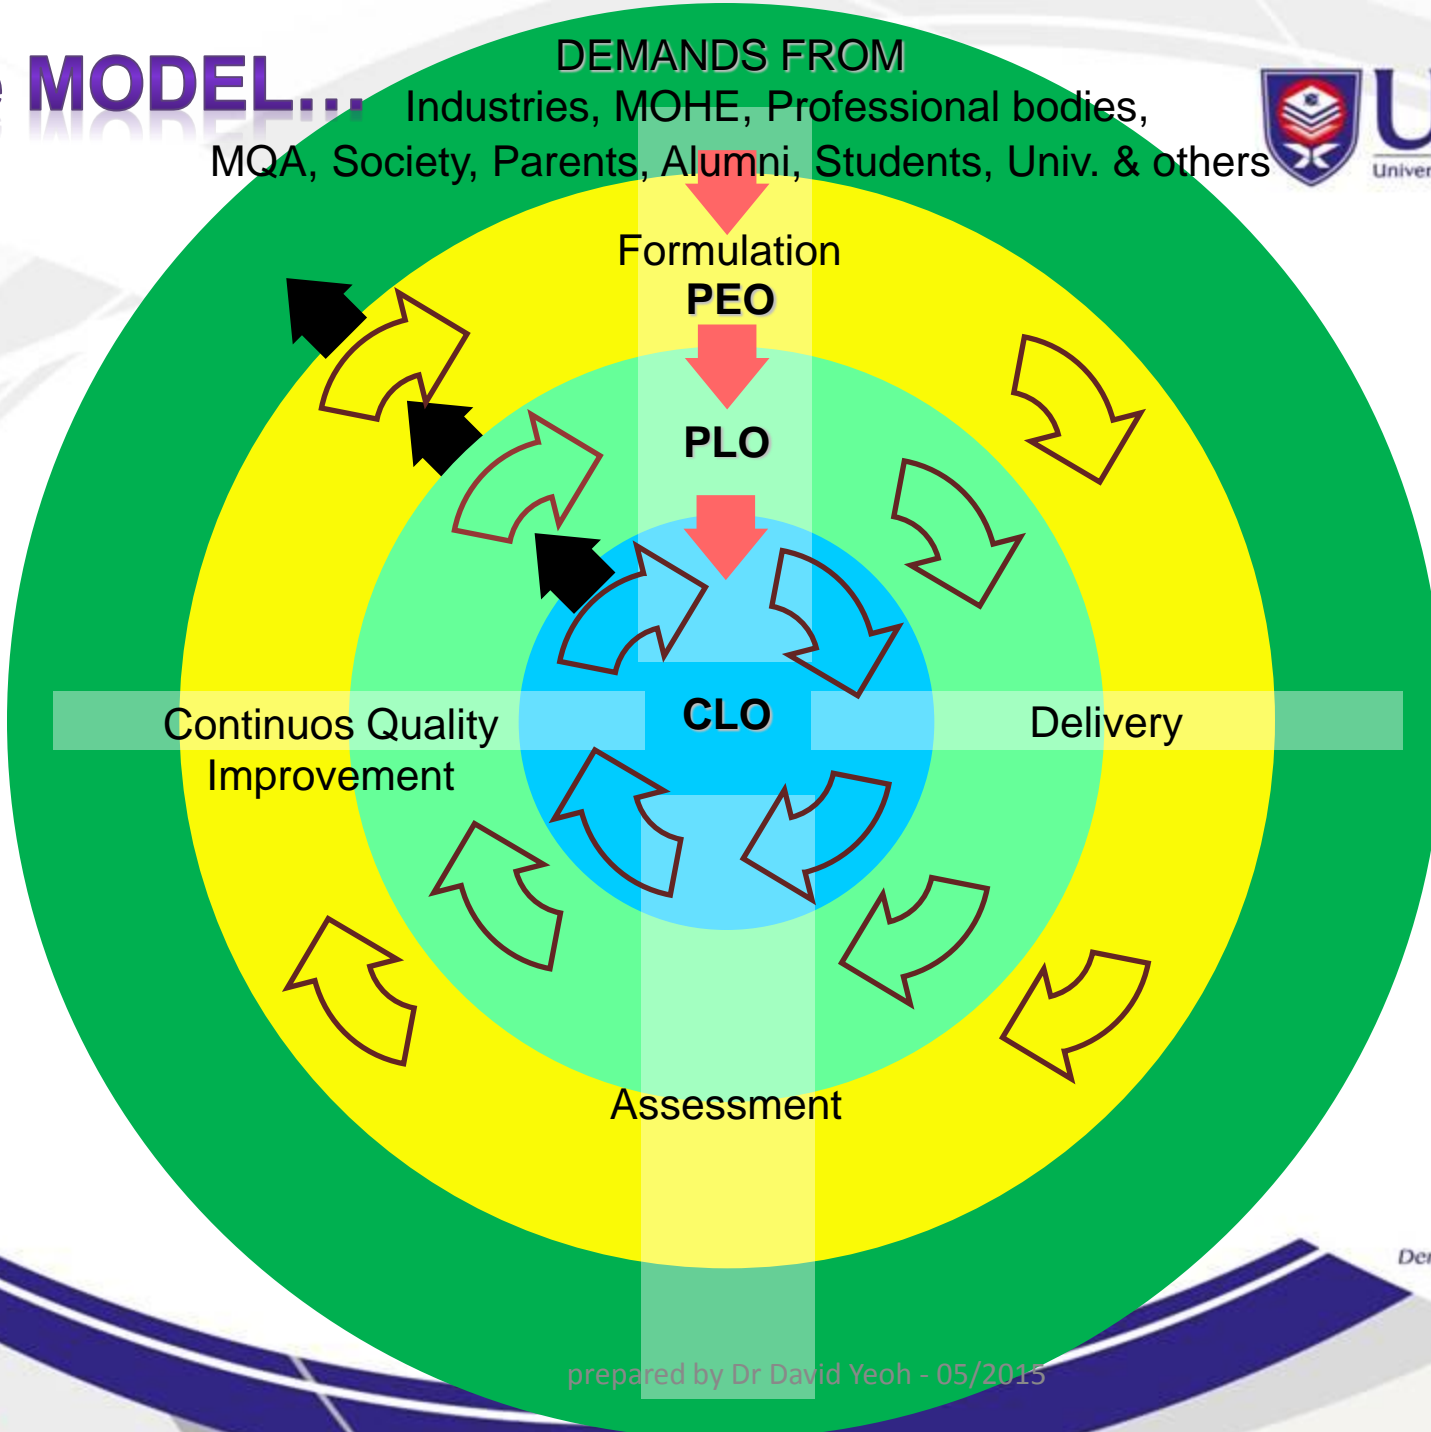 MODEL...
DEMANDS FROM
Industries, MOHE, Professional bodies,
MQA, Society, Parents, Alumni, Students, Univ. & others
Formulation
PEO
PLO
CLO
Continuos Quality
Improvement
Delivery
Assessment
prepared by Dr David Yeoh - 05/2015